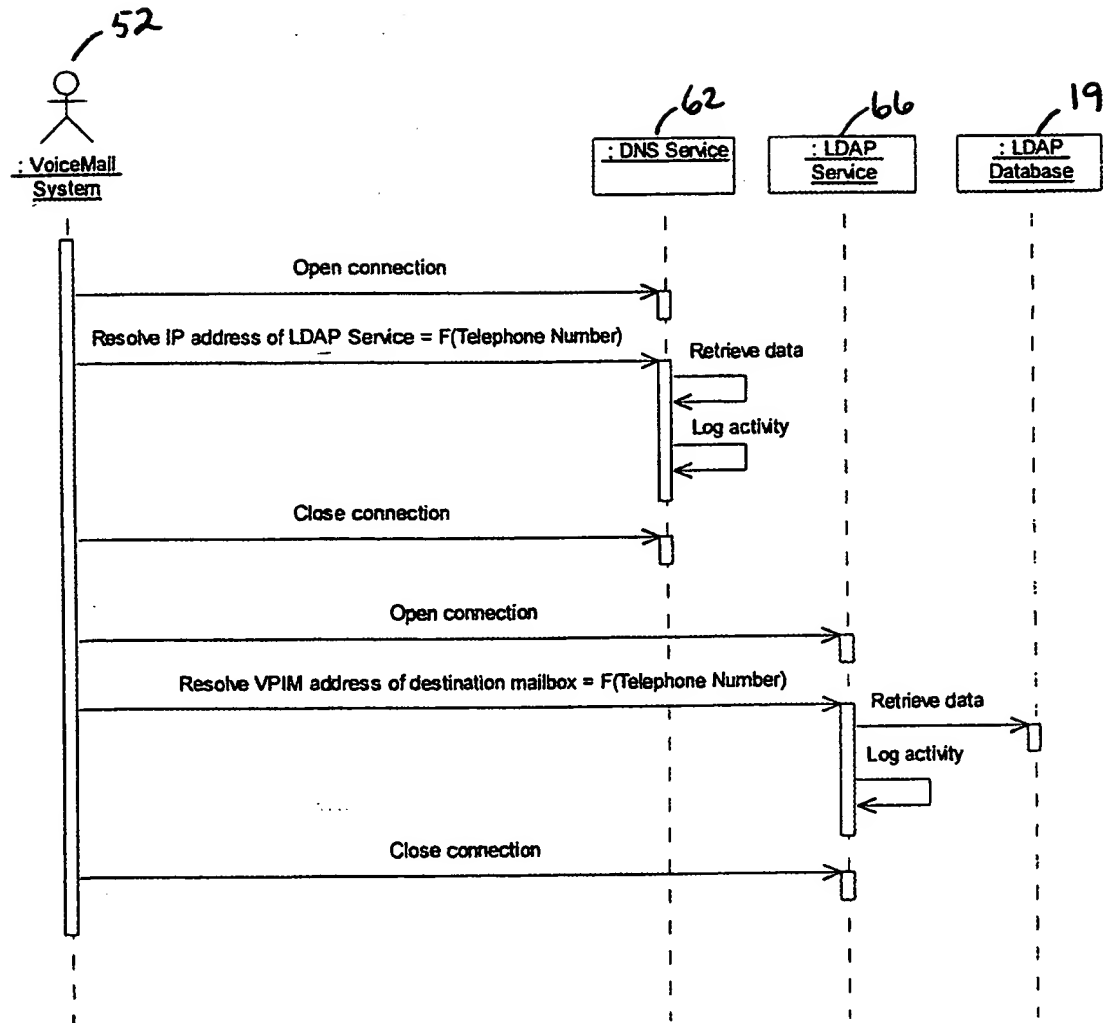 52
62
66
19
: VoiceMail
System
: DNS Service
: LDAP
Service
: LDAP
Database
Open connection
Resolve IP address of LDAP Service = F(Telephone Number)
Retrieve data
Log activity
Close connection
Open connection
Resolve VPIM address of destination mailbox = F(Telephone Number)
Retrieve data
Log activity
Close connection